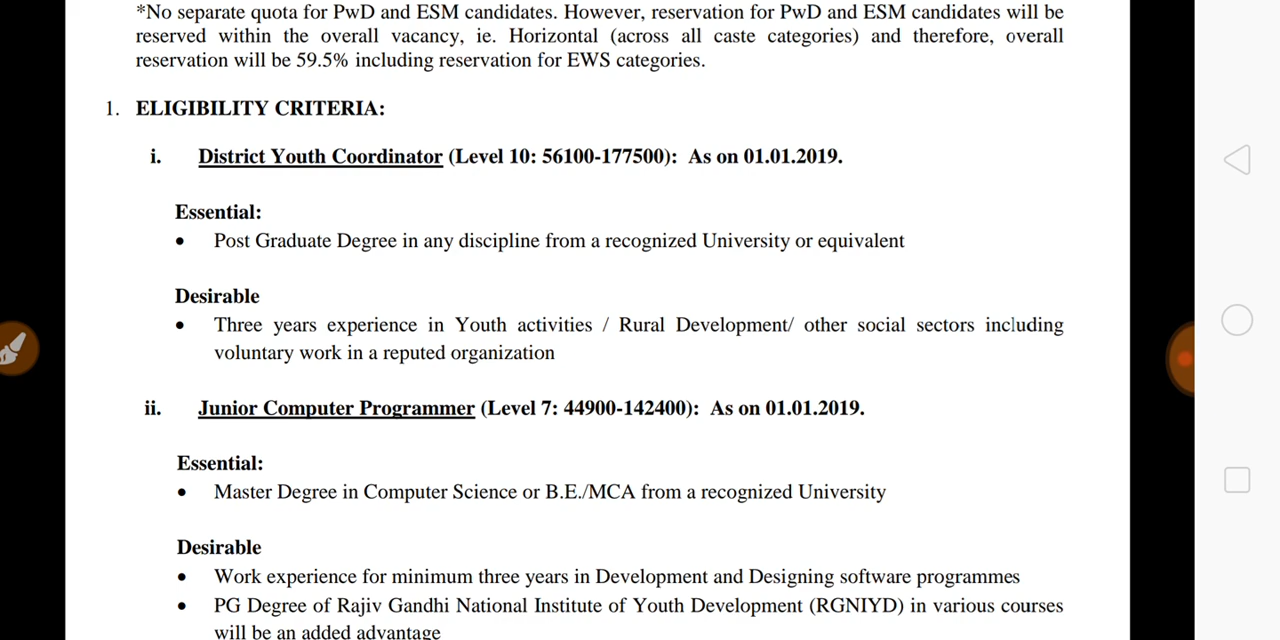 *No separate quota for PwD and ESM candidates. However, reservation for PwD and ESM candidates will be
reserved within the overall vacancy, ie. Horizontal (across all caste categories) and therefore, overall
reservation will be 59.5% including reservation for EWS categories.
1. ELIGIBILITY CRITERIA:
i. District Youth Coordinator (Level 10: 56100-177500): As on 01.01.2019.
Essential:
• Post Graduate Degree in any discipline from a recognized University or equivalent
Desirable
• Three years experience in Youth activities / Rural Development/ other social sectors including
voluntary work in a reputed organization
ii. Junior Computer Programmer (Level 7: 44900-142400): As on 01.01.2019.
Essential:
• Master Degree in Computer Science or B.E./MCA from a recognized University
Desirable
• Work experience for minimum three years in Development and Designing software programmes
• PG Degree of Rajiv Gandhi National Institute of Youth Development (RGNIYD) in various courses
will be an added advantage